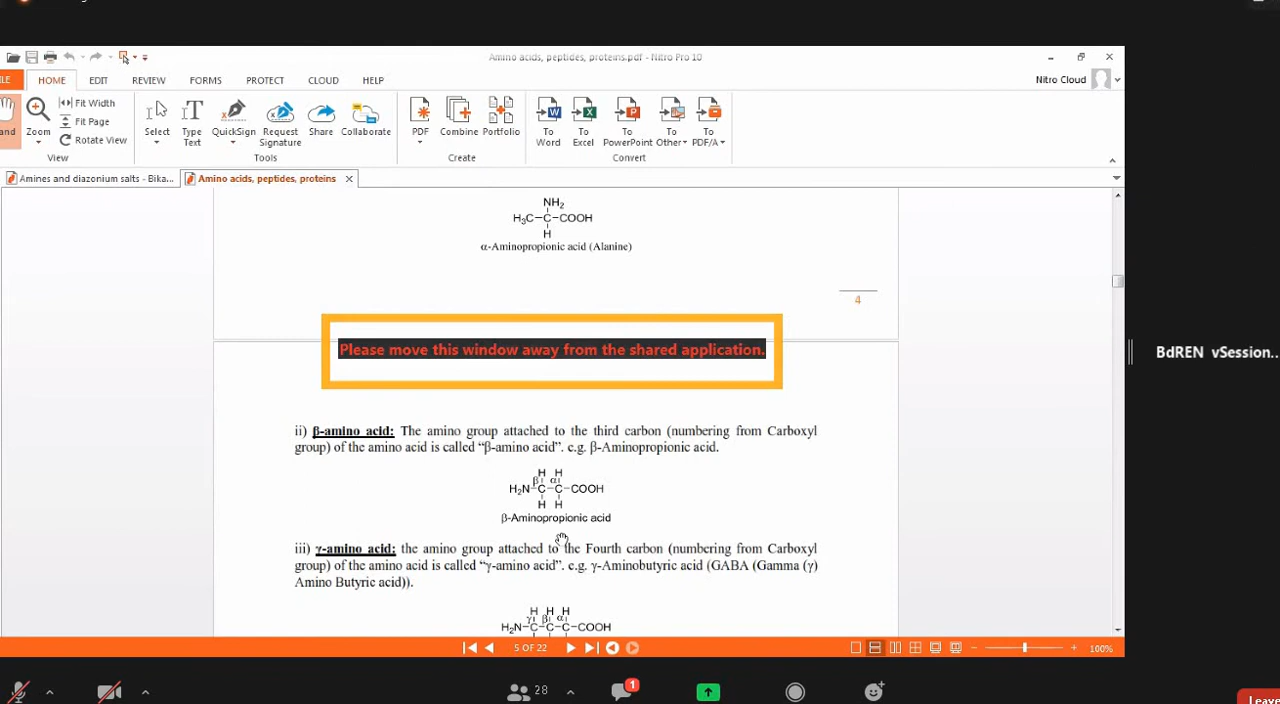 Amino acids, peptides, proteins.pdf - Nitro Pro 10
HOME EDIT REVIEW FORMS PROTECT CLOUD HELP
Nitro Cloud
Zoom
Fit Width
Fit Page
Rotate View
View
Select
Type Text
QuickSign
Request Signature
Share
Collaborate
Tools
PDF
Combine
Portfolio
Create
To Word
To Excel
To PowerPoint
To Other
To PDF/A
Convert
Amines and diazonium salts - Bika...
Amino acids, peptides, proteins
NH2
H3C–C–COOH
H
α-Aminopropionic acid (Alanine)
4
Please move this window away from the shared application.
ii) β-amino acid: The amino group attached to the third carbon (numbering from Carboxyl
group) of the amino acid is called “β-amino acid”. e.g. β-Aminopropionic acid.
H H
β α
H2N–C–C–COOH
H H
β-Aminopropionic acid
iii) γ-amino acid: the amino group attached to the Fourth carbon (numbering from Carboxyl
group) of the amino acid is called “γ-amino acid”. e.g. γ-Aminobutyric acid (GABA (Gamma (γ)
Amino Butyric acid)).
H H H
γ β α
H2N–C–C–C–COOH
5 OF 22
100%
BdREN vSession...
28
1